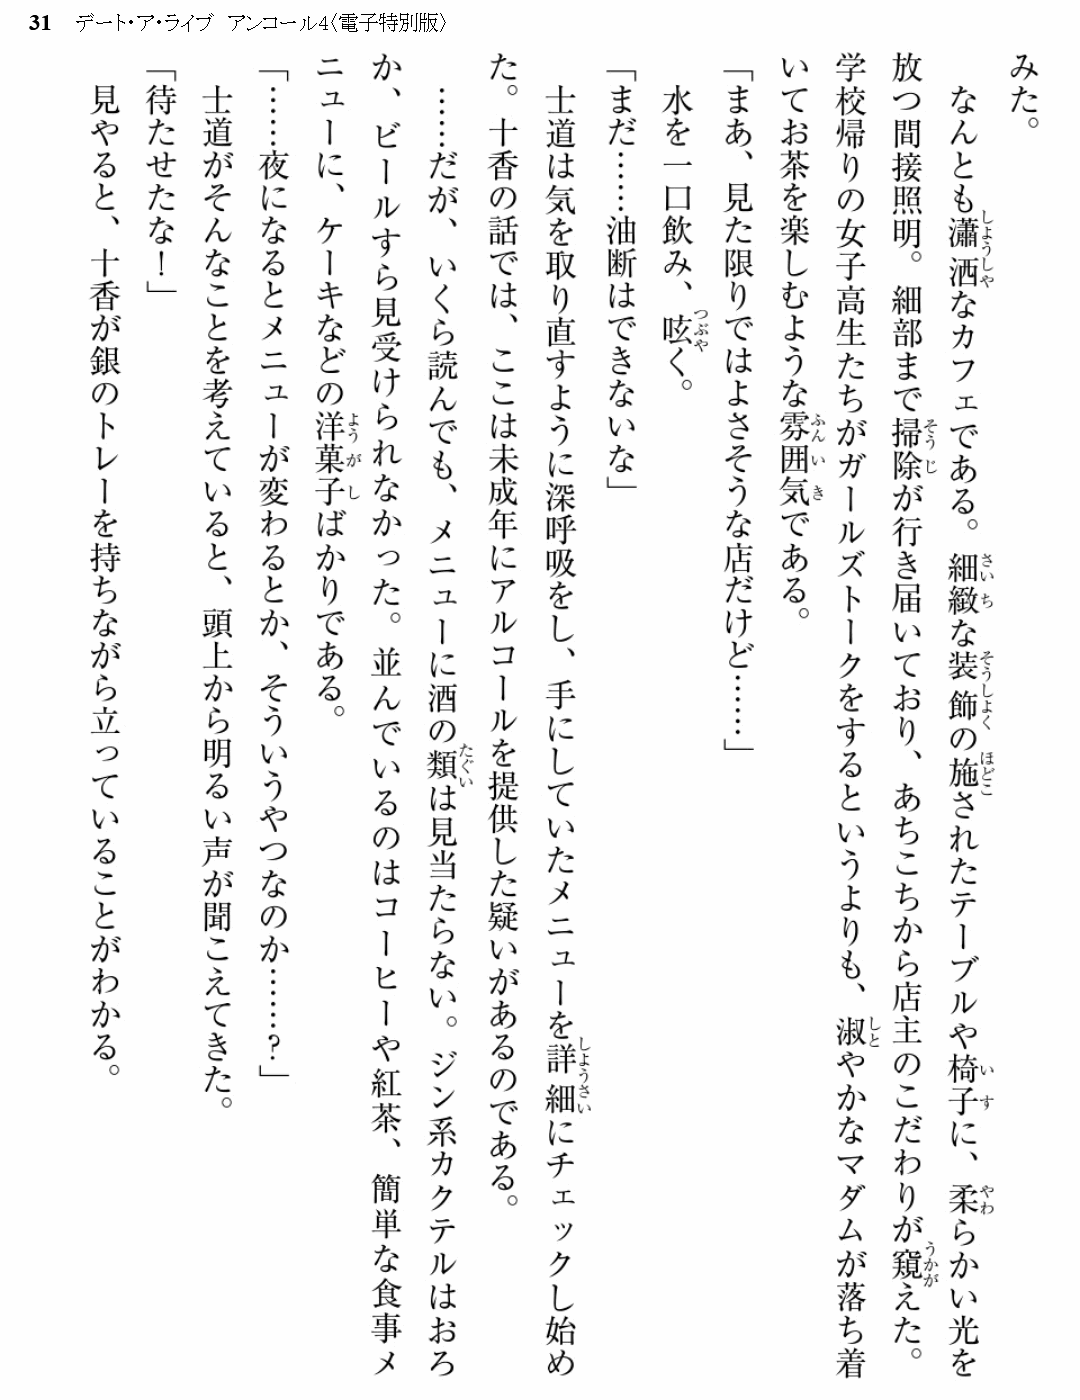 31 デート・ア・ライブ アンコール4〈電子特別版〉
みた。
なんとも瀟洒なカフェである。細緻な装飾の施されたテーブルや椅子に、柔らかい光を
放つ間接照明。細部まで掃除が行き届いており、あちこちから店主のこだわりが窺えた。
学校帰りの女子高生たちがガールズトークをするというよりも、淑やかなマダムが落ち着
いてお茶を楽しむような雰囲気である。
「まあ、見た限りではよさそうな店だけど……」
水を一口飲み、呟く。
「まだ……油断はできないな」
士道は気を取り直すように深呼吸をし、手にしていたメニューを詳細にチェックし始め
た。十香の話では、ここは未成年にアルコールを提供した疑いがあるのである。
……だが、いくら読んでも、メニューに酒の類は見当たらない。ジン系カクテルはおろ
か、ビールすら見受けられなかった。並んでいるのはコーヒーや紅茶、簡単な食事メ
ニューに、ケーキなどの洋菓子ばかりである。
「……夜になるとメニューが変わるとか、そういうやつなのか……?」
士道がそんなことを考えていると、頭上から明るい声が聞こえてきた。
「待たせたな!」
見やると、十香が銀のトレーを持ちながら立っていることがわかる。